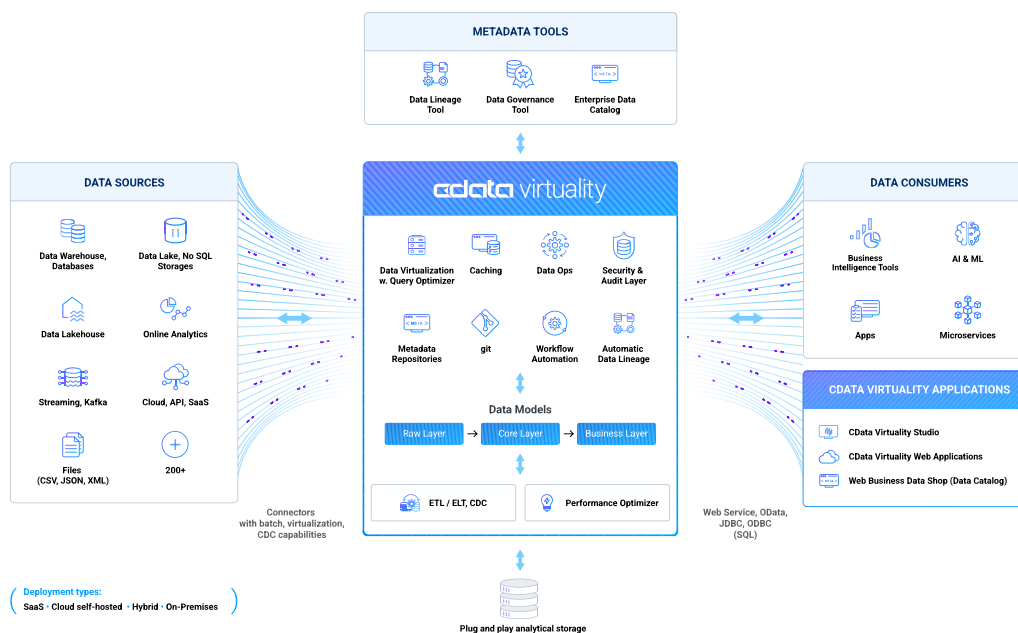 METADATA TOOLS
Data Lineage
Tool
Data Governance
Tool
< META >
Enterprise Data
Catalog
DATA SOURCES
Data Warehouse,
Databases
Data Lake, No SQL
Storages
Data Lakehouse
Online Analytics
Streaming, Kafka
Cloud, API, SaaS
Files
(CSV, JSON, XML)
200+
Connectors
with batch, virtualization,
CDC capabilities
cdata virtuality
Data Virtualization
w. Query Optimizer
Caching
Data Ops
Security &
Audit Layer
< META >
Metadata
Repositories
git
Workflow
Automation
Automatic
Data Lineage
Data Models
Raw Layer
Core Layer
Business Layer
ETL / ELT, CDC
Performance Optimizer
Plug and play analytical storage
DATA CONSUMERS
Business
Intelligence Tools
AI & ML
Apps
Microservices
CDATA VIRTUALITY APPLICATIONS
CData Virtuality Studio
CData Virtuality Web Applications
Web Business Data Shop (Data Catalog)
Web Service, OData,
JDBC, ODBC
(SQL)
Deployment types:
SaaS • Cloud self-hosted • Hybrid • On-Premises